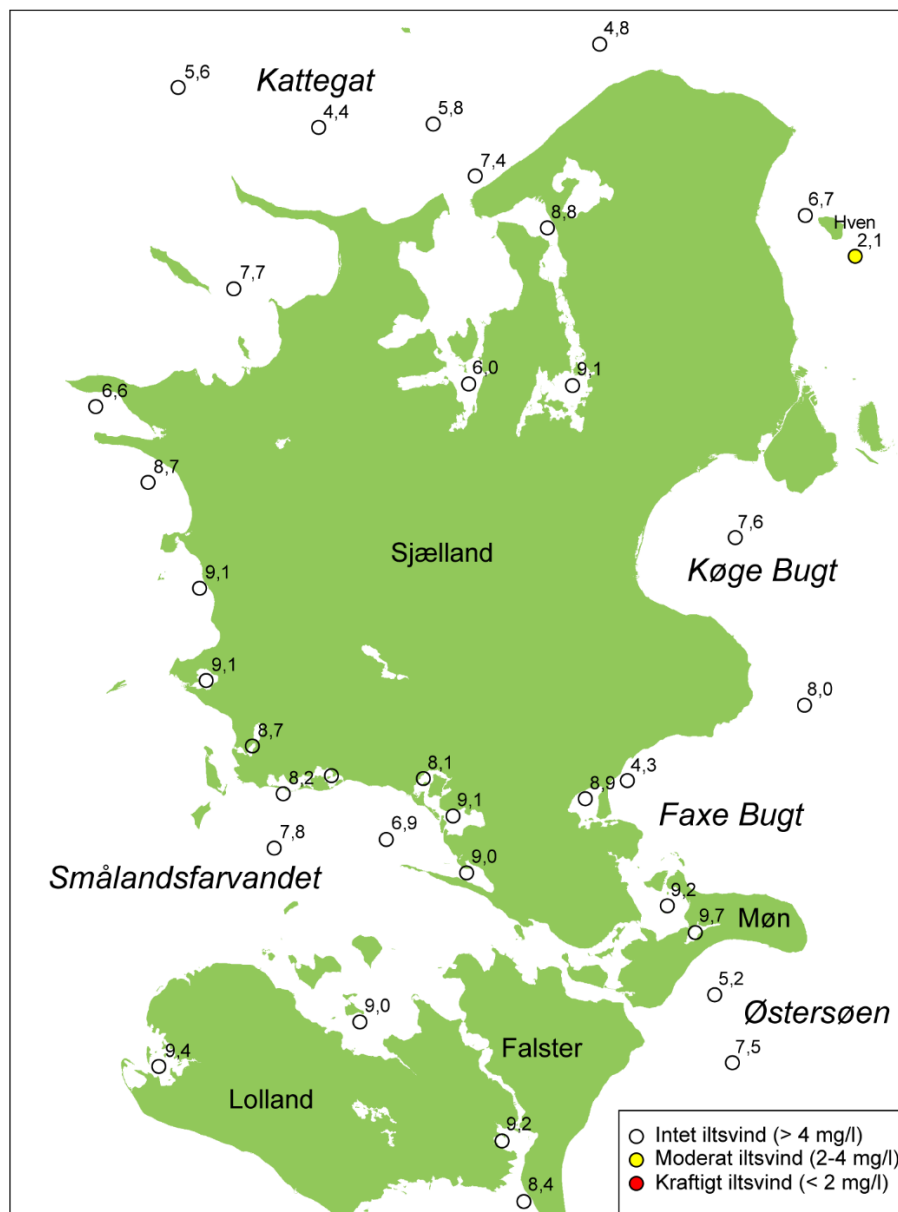 4,8
5,6
Kattegat
4,4
5,8
7,4
8,8
6,7
Hven
2,1
7,7
6,0
9,1
6,6
8,7
7,6
Sjælland
Køge Bugt
9,1
9,1
8,0
8,7
8,2
8,1
4,3
8,9
9,1
Faxe Bugt
7,8
6,9
Smålandsfarvandet
9,0
9,2
9,7
Møn
5,2
Østersøen
9,0
Falster
7,5
9,4
Lolland
9,2
8,4
Intet iltsvind (> 4 mg/l)
Moderat iltsvind (2-4 mg/l)
Kraftigt iltsvind (< 2 mg/l)